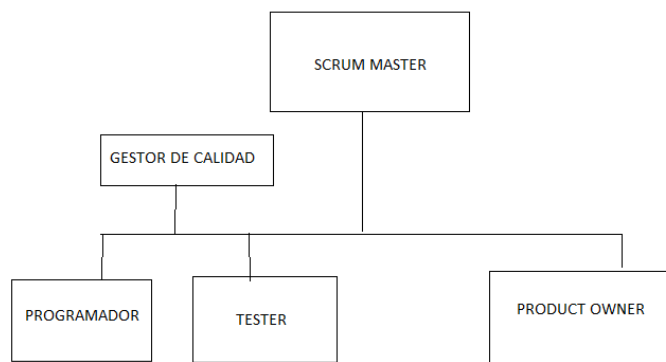 SCRUM MASTER
GESTOR DE CALIDAD
PROGRAMADOR
TESTER
PRODUCT OWNER